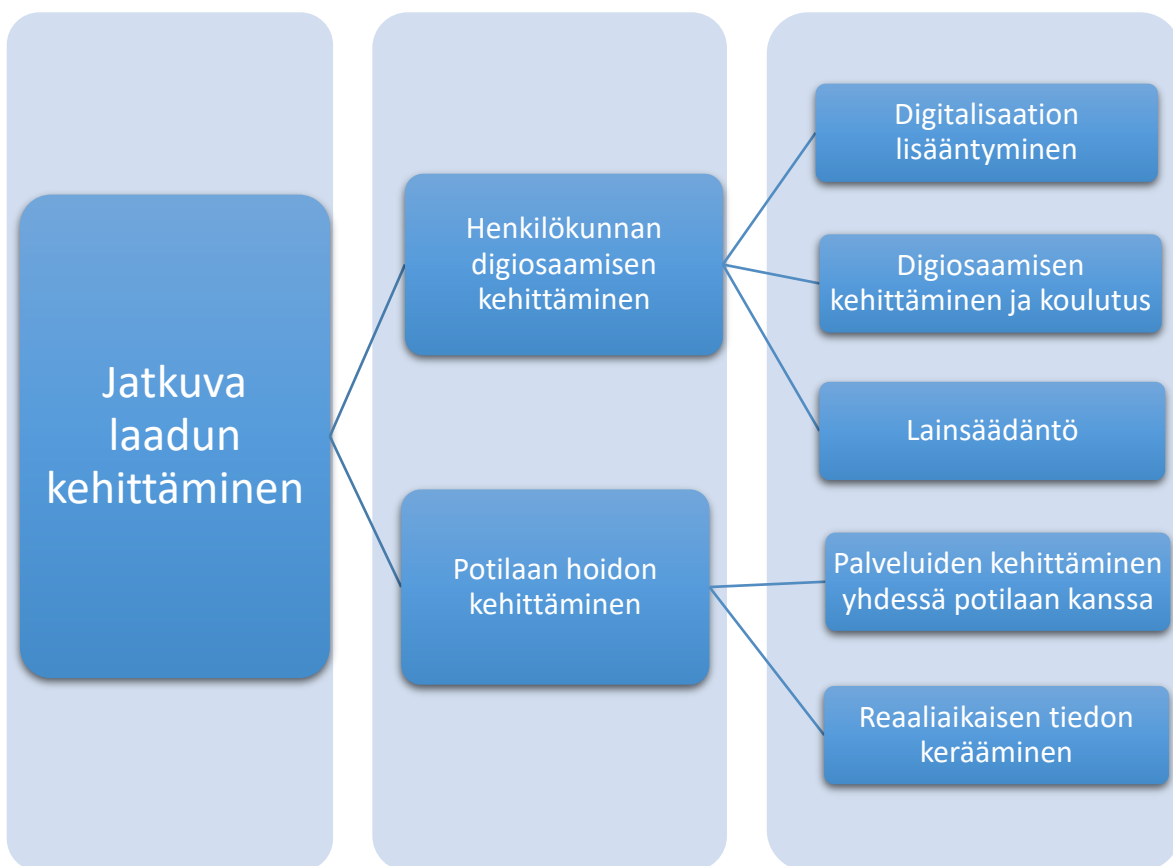 Jatkuva
laadun
kehittäminen
Henkilökunnan
digiosaamisen
kehittäminen
Digitalisaation
lisääntyminen
Digiosaamisen
kehittäminen ja koulutus
Lainsäädäntö
Potilaan hoidon
kehittäminen
Palveluiden kehittäminen
yhdessä potilaan kanssa
Reaaliaikaisen tiedon
kerääminen